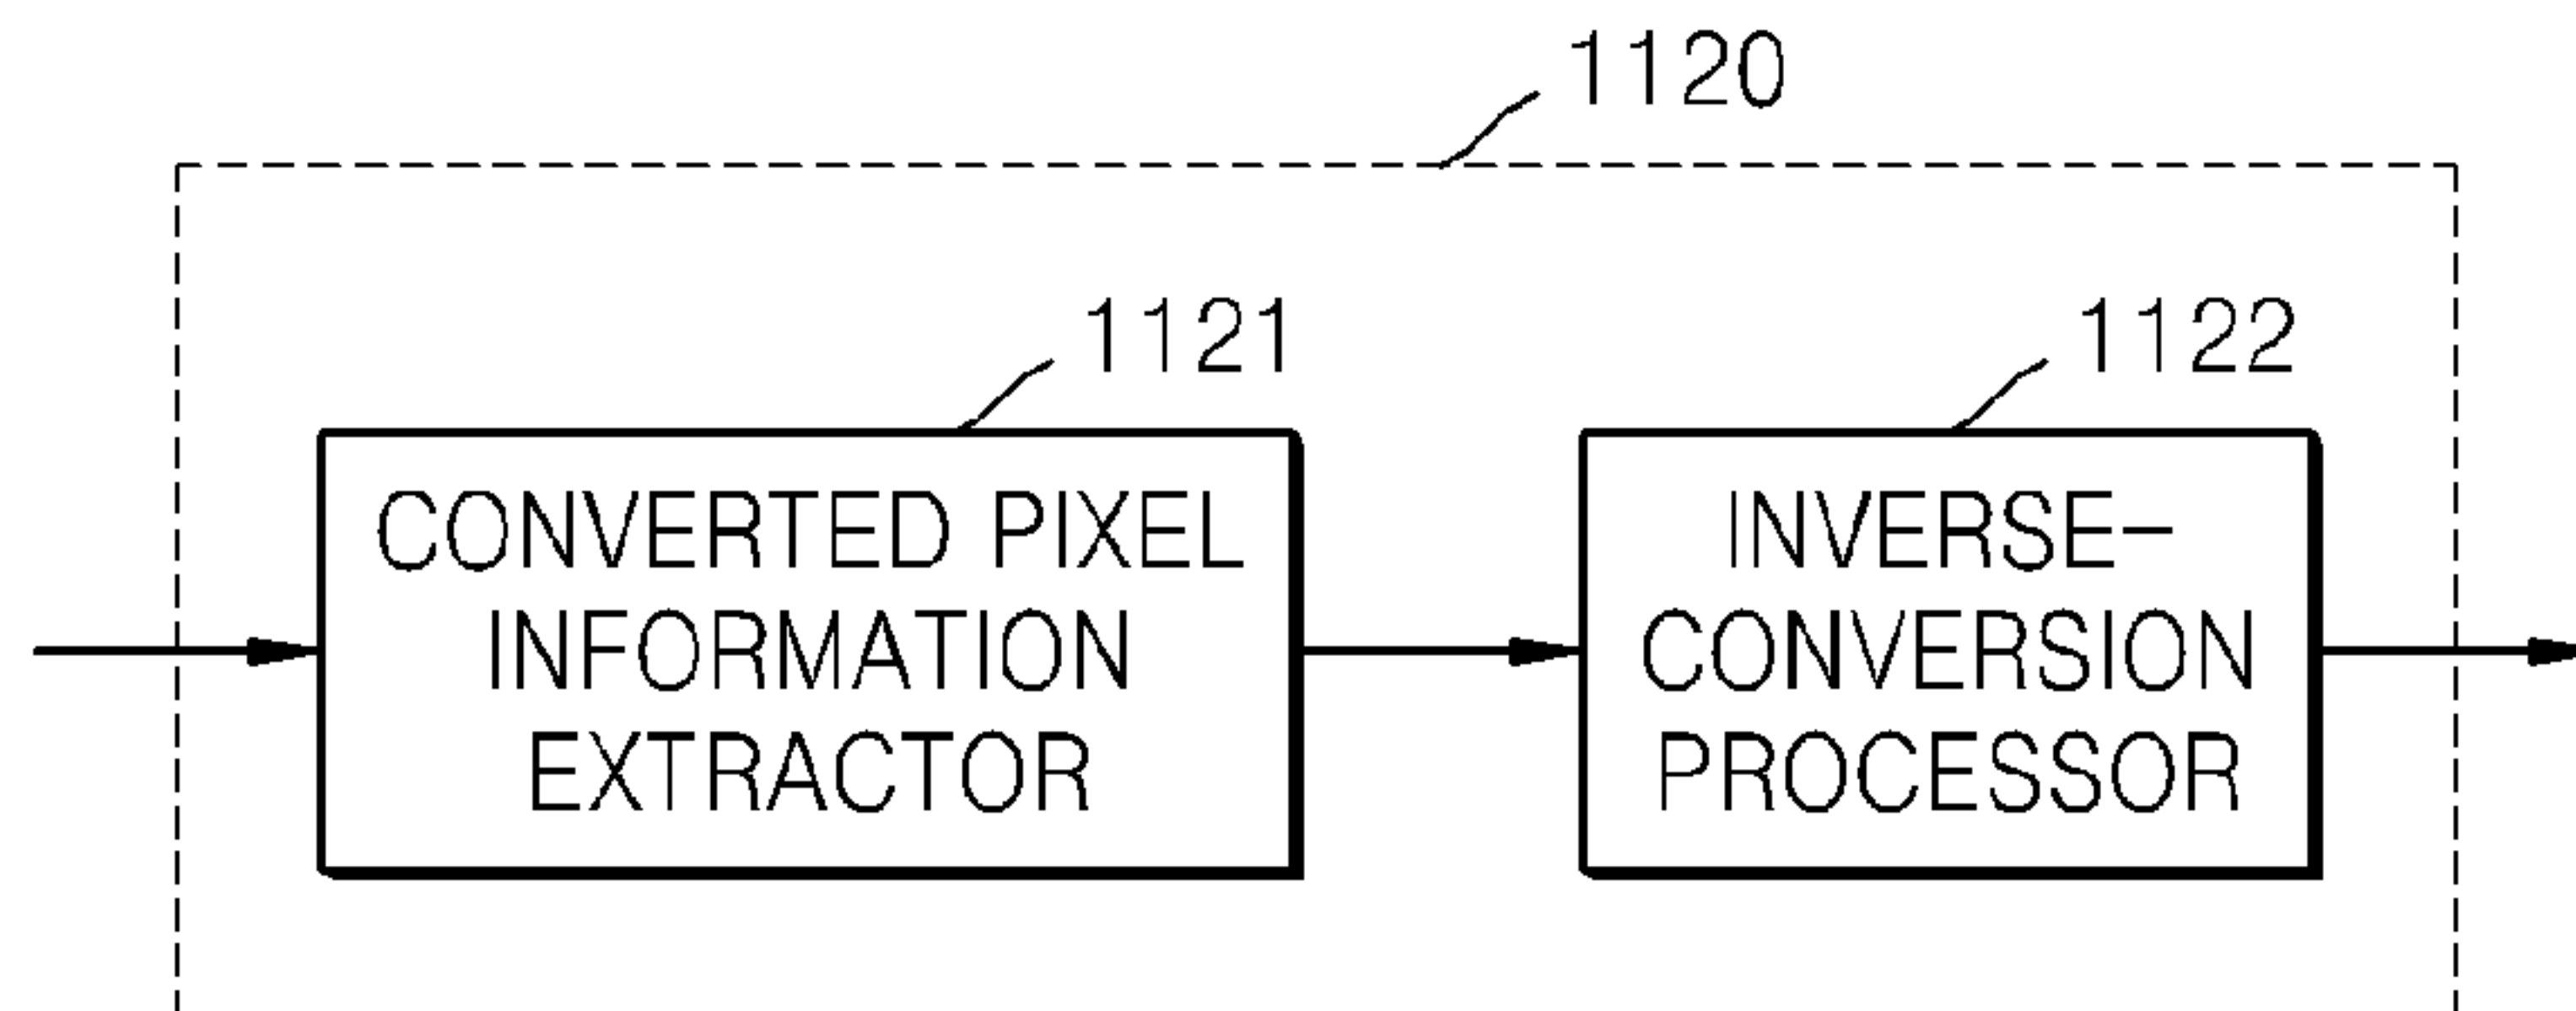 1120
1121
1122
CONVERTED PIXEL
INFORMATION
EXTRACTOR
INVERSE-
CONVERSION
PROCESSOR